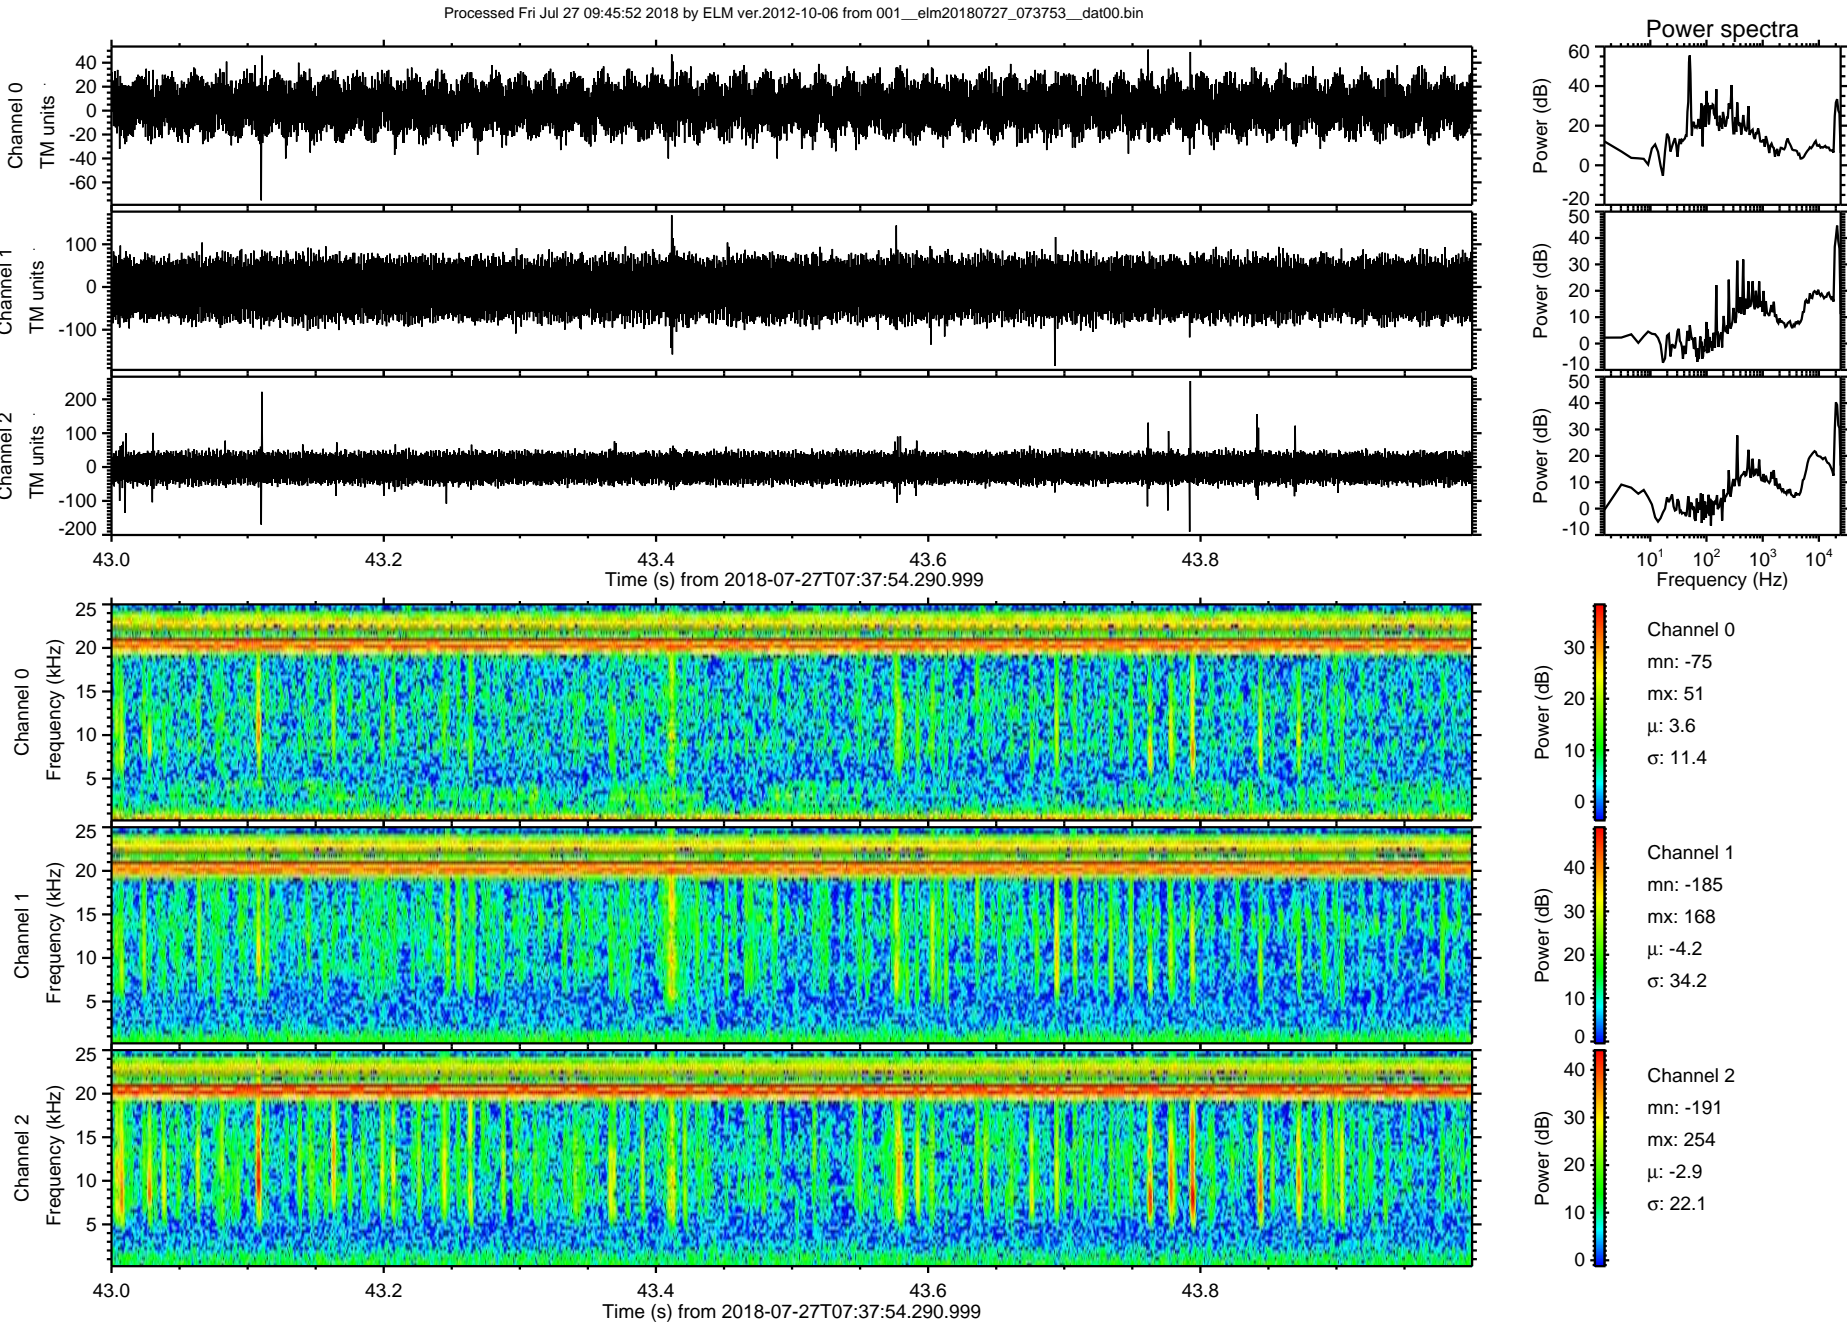 Processed Fri Jul 27 09:45:52 2018 by ELM ver.2012-10-06 from 001__elm20180727_073753__dat00.bin
Power spectra
Channel 0
TM units
40
20
0
-20
-40
-60
Power (dB)
60
40
20
0
-20
Channel 1
TM units
100
0
-100
Power (dB)
50
40
30
20
10
0
-10
Channel 2
TM units
200
100
0
-100
-200
Power (dB)
50
40
30
20
10
0
-10
43.0 43.2 43.4 43.6 43.8
Time (s) from 2018-07-27T07:37:54.290.999
10^1 10^2 10^3 10^4
Frequency (Hz)
Channel 0
Frequency (kHz)
25
20
15
10
5
Power (dB)
30
20
10
0
Channel 0
mn: -75
mx: 51
μ: 3.6
σ: 11.4
Channel 1
Frequency (kHz)
25
20
15
10
5
Power (dB)
40
30
20
10
0
Channel 1
mn: -185
mx: 168
μ: -4.2
σ: 34.2
Channel 2
Frequency (kHz)
25
20
15
10
5
Power (dB)
40
30
20
10
0
Channel 2
mn: -191
mx: 254
μ: -2.9
σ: 22.1
43.0 43.2 43.4 43.6 43.8
Time (s) from 2018-07-27T07:37:54.290.999